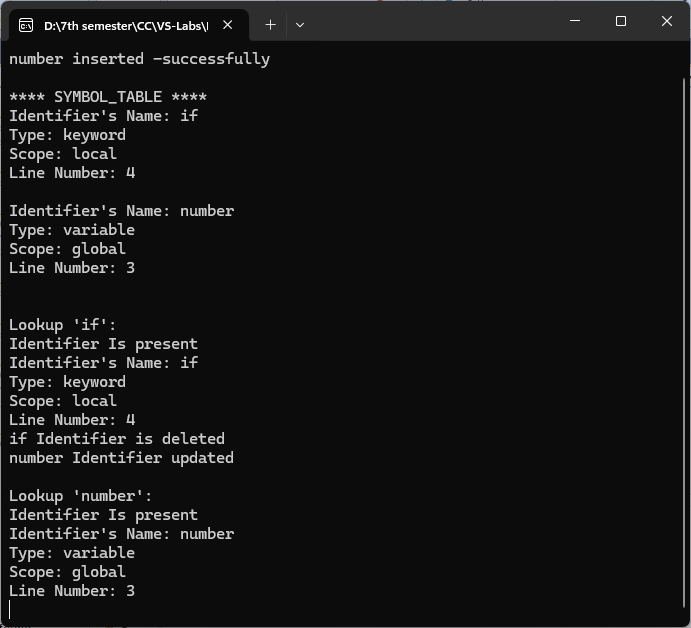 D:\7th semester\CC\VS-Labs\
number inserted -successfully
**** SYMBOL_TABLE ****
Identifier's Name: if
Type: keyword
Scope: local
Line Number: 4
Identifier's Name: number
Type: variable
Scope: global
Line Number: 3
Lookup 'if':
Identifier Is present
Identifier's Name: if
Type: keyword
Scope: local
Line Number: 4
if Identifier is deleted
number Identifier updated
Lookup 'number':
Identifier Is present
Identifier's Name: number
Type: variable
Scope: global
Line Number: 3